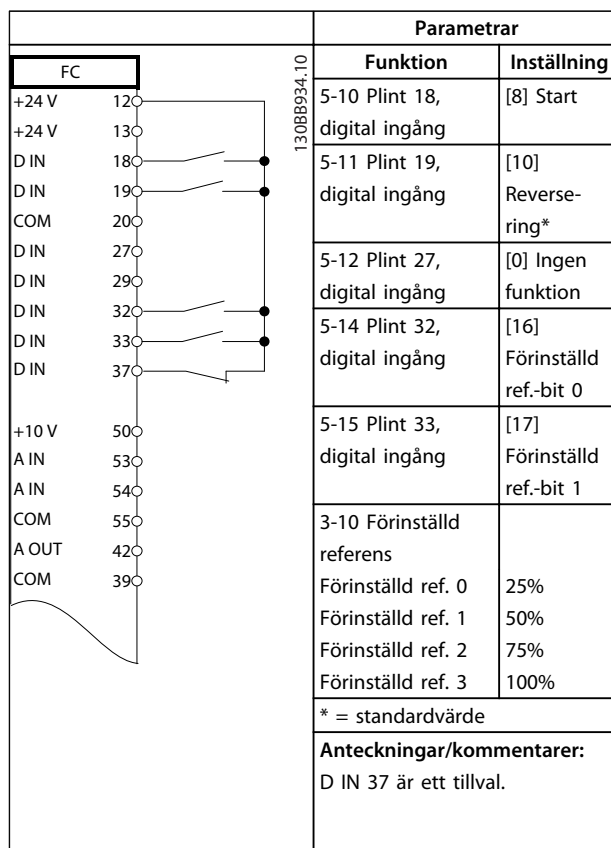 Parametrar
FC
130BB934.10
+24 V 12
+24 V 13
D IN 18
D IN 19
COM 20
D IN 27
D IN 29
D IN 32
D IN 33
D IN 37
+10 V 50
A IN 53
A IN 54
COM 55
A OUT 42
COM 39
Funktion Inställning
5-10 Plint 18, [8] Start
digital ingång
5-11 Plint 19, [10]
digital ingång Reverse-
ring*
5-12 Plint 27, [0] Ingen
digital ingång funktion
5-14 Plint 32, [16]
digital ingång Förinställd
ref.-bit 0
5-15 Plint 33, [17]
digital ingång Förinställd
ref.-bit 1
3-10 Förinställd
referens
Förinställd ref. 0 25%
Förinställd ref. 1 50%
Förinställd ref. 2 75%
Förinställd ref. 3 100%
* = standardvärde
Anteckningar/kommentarer:
D IN 37 är ett tillval.